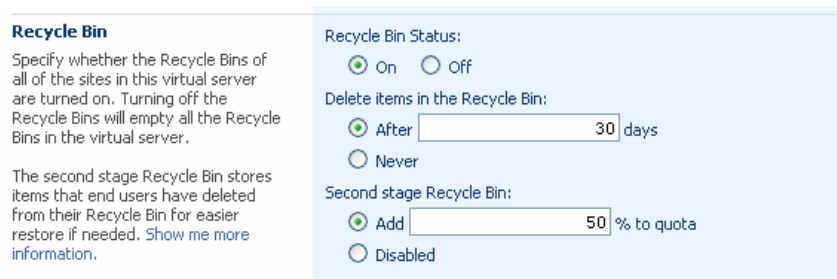 Recycle Bin
Specify whether the Recycle Bins of
all of the sites in this virtual server
are turned on. Turning off the
Recycle Bins will empty all the Recycle
Bins in the virtual server.
The second stage Recycle Bin stores
items that end users have deleted
from their Recycle Bin for easier
restore if needed. Show me more
information.
Recycle Bin Status:
On Off
Delete items in the Recycle Bin:
After 30 days
Never
Second stage Recycle Bin:
Add 50 % to quota
Disabled